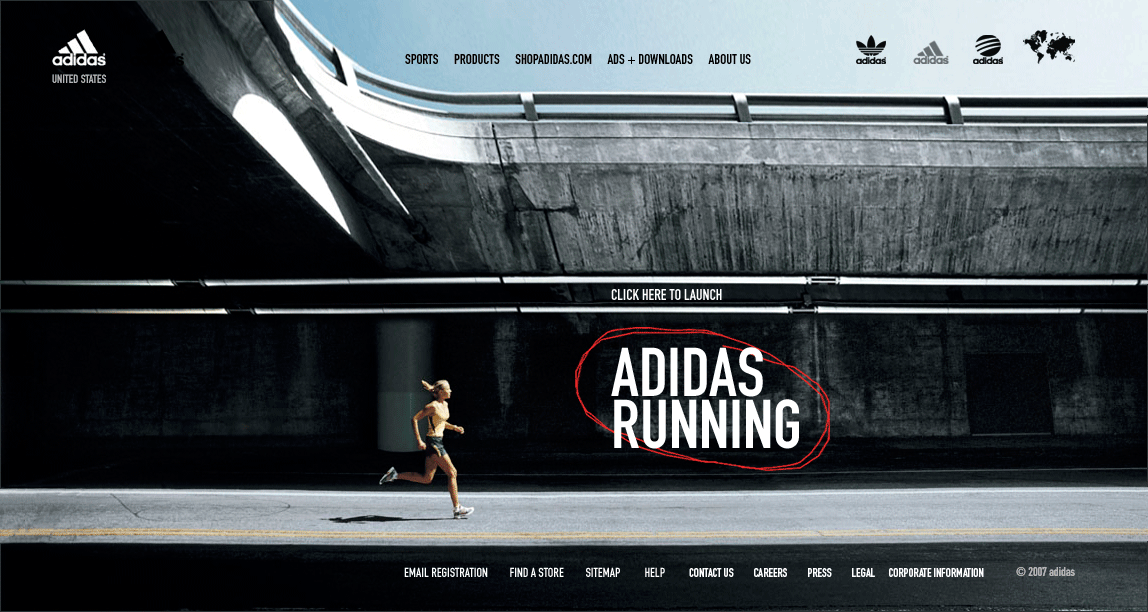 adidas
UNITED STATES
SPORTS PRODUCTS SHOPADIDAS.COM ADS + DOWNLOADS ABOUT US
adidas adidas adidas
CLICK HERE TO LAUNCH
ADIDAS
RUNNING
EMAIL REGISTRATION FIND A STORE SITEMAP HELP CONTACT US CAREERS PRESS LEGAL CORPORATE INFORMATION © 2007 adidas